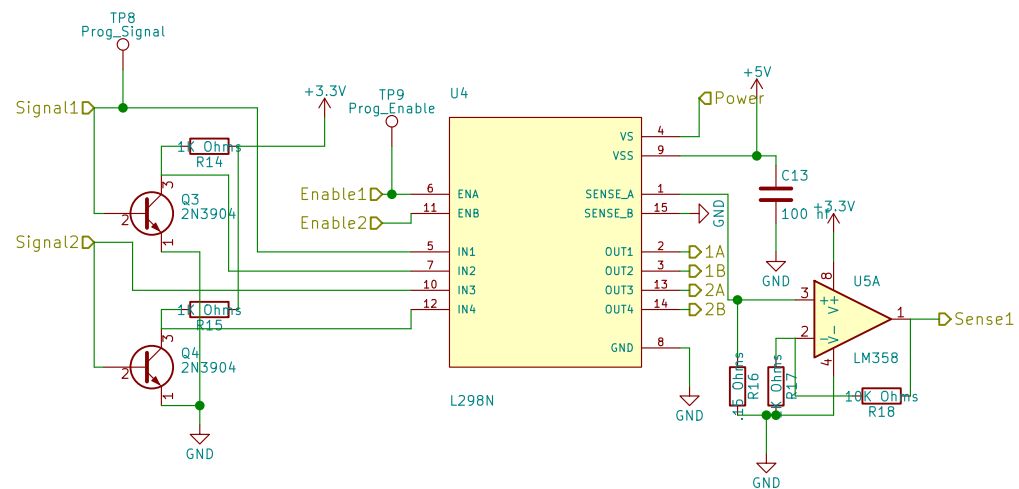 TP8
Prog_Signal
Signal1
+3.3V
TP9
Prog_Enable
U4
+5V
Power
1K Ohms
R14
3
Q3
2N3904
2
1
Signal2
Enable1
Enable2
6 ENA
11 ENB
5 IN1
7 IN2
10 IN3
12 IN4
VS 4
VSS 9
SENSE_A 1
SENSE_B 15
OUT1 2
OUT2 3
OUT3 13
OUT4 14
GND 8
L298N
GND
1A
1B
2A
2B
C13
GND
+3.3V
1K Ohms
R15
3
Q4
2N3904
2
1
GND
GND
8
U5A
3
+
V+
2
-
V-
4
1
Sense1
LM358
.15 Ohms
R16
K Ohms
R17
10K Ohms
R18
GND